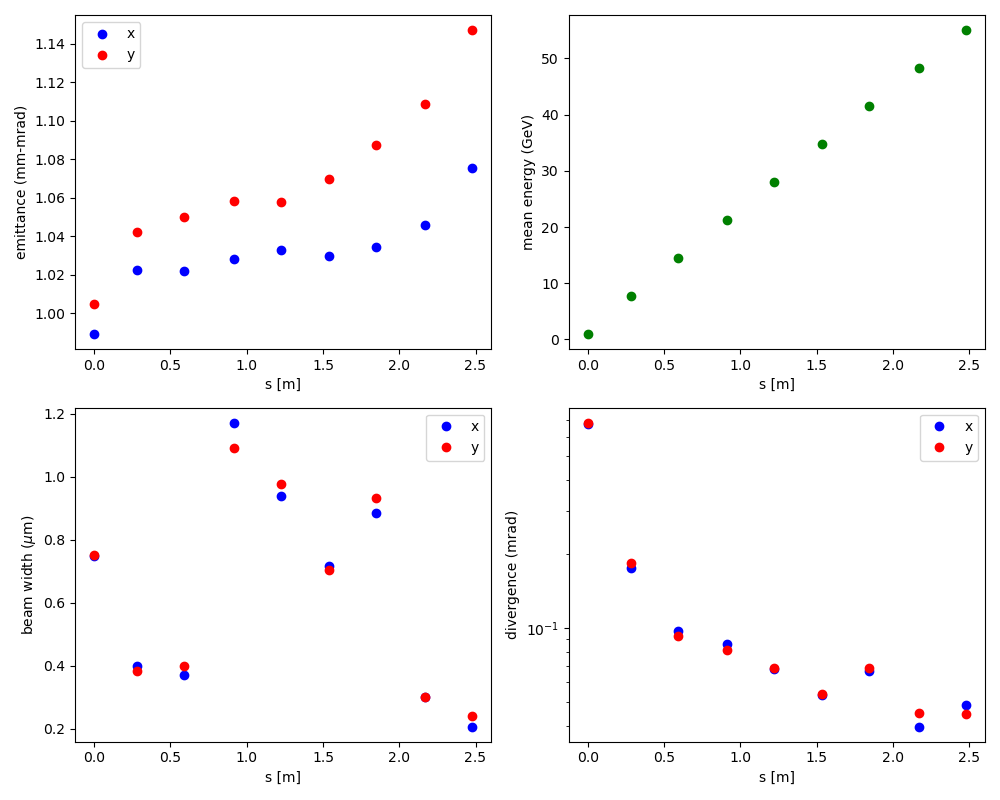 emittance (mm-mrad)
1.14
1.12
1.10
1.08
1.06
1.04
1.02
1.00
x
y
0.0 0.5 1.0 1.5 2.0 2.5
s [m]
mean energy (GeV)
50
40
30
20
10
0
0.0 0.5 1.0 1.5 2.0 2.5
s [m]
beam width (μm)
1.2
1.0
0.8
0.6
0.4
0.2
x
y
0.0 0.5 1.0 1.5 2.0 2.5
s [m]
divergence (mrad)
10⁻¹
x
y
0.0 0.5 1.0 1.5 2.0 2.5
s [m]